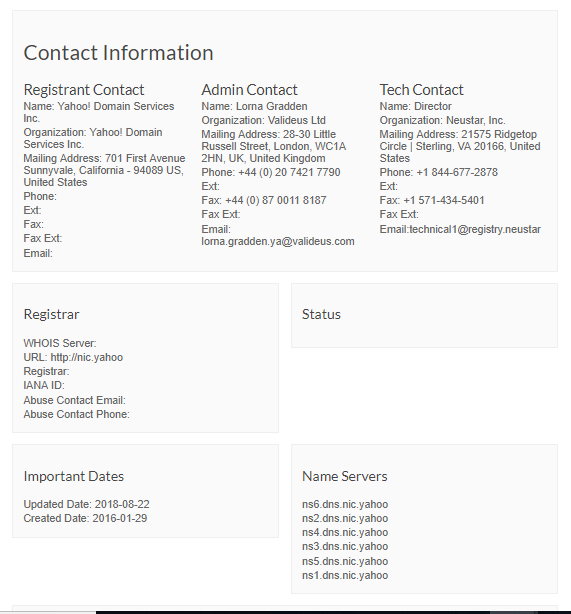 Contact Information
Registrant Contact
Name: Yahoo! Domain Services
Inc.
Organization: Yahoo! Domain
Services Inc.
Mailing Address: 701 First Avenue
Sunnyvale, California - 94089 US,
United States
Phone:
Ext:
Fax:
Fax Ext:
Email:
Admin Contact
Name: Lorna Gradden
Organization: Valideus Ltd
Mailing Address: 28-30 Little
Russell Street, London, WC1A
2HN, UK, United Kingdom
Phone: +44 (0) 20 7421 7790
Ext:
Fax: +44 (0) 87 0011 8187
Fax Ext:
Email:
lorna.gradden.ya@valideus.com
Tech Contact
Name: Director
Organization: Neustar, Inc.
Mailing Address: 21575 Ridgetop
Circle | Sterling, VA 20166, United
States
Phone: +1 844-677-2878
Ext:
Fax: +1 571-434-5401
Fax Ext:
Email:technical1@registry.neustar
Registrar
WHOIS Server:
URL: http://nic.yahoo
Registrar:
IANA ID:
Abuse Contact Email:
Abuse Contact Phone:
Status
Important Dates
Updated Date: 2018-08-22
Created Date: 2016-01-29
Name Servers
ns6.dns.nic.yahoo
ns2.dns.nic.yahoo
ns4.dns.nic.yahoo
ns3.dns.nic.yahoo
ns5.dns.nic.yahoo
ns1.dns.nic.yahoo